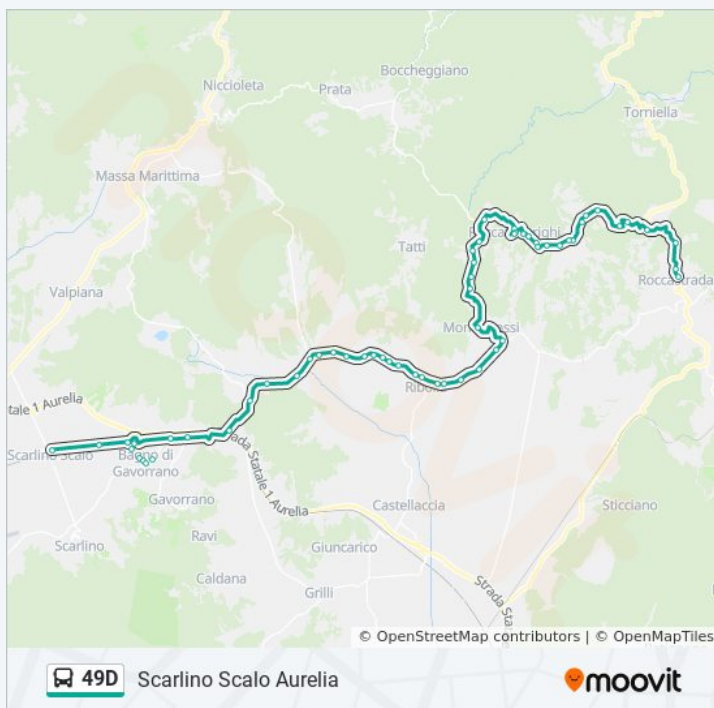 Boccheggiano
Niccioleta
Prata
Torniella
Massa Marittima
Tatti
Roccastrada
Valpiana
Statale 1 Aurelia
Scarlino Scalo
Bagno di
Gavorrano
Strada Statale 1 Aurelia
Gavorrano
Castellaccia
Sticciano
Ravi
Giuncarico
Scarlino
Caldana
Grilli
Strada Sta
© OpenStreetMap contributors | © OpenMapTiles
49D Scarlino Scalo Aurelia
moovit